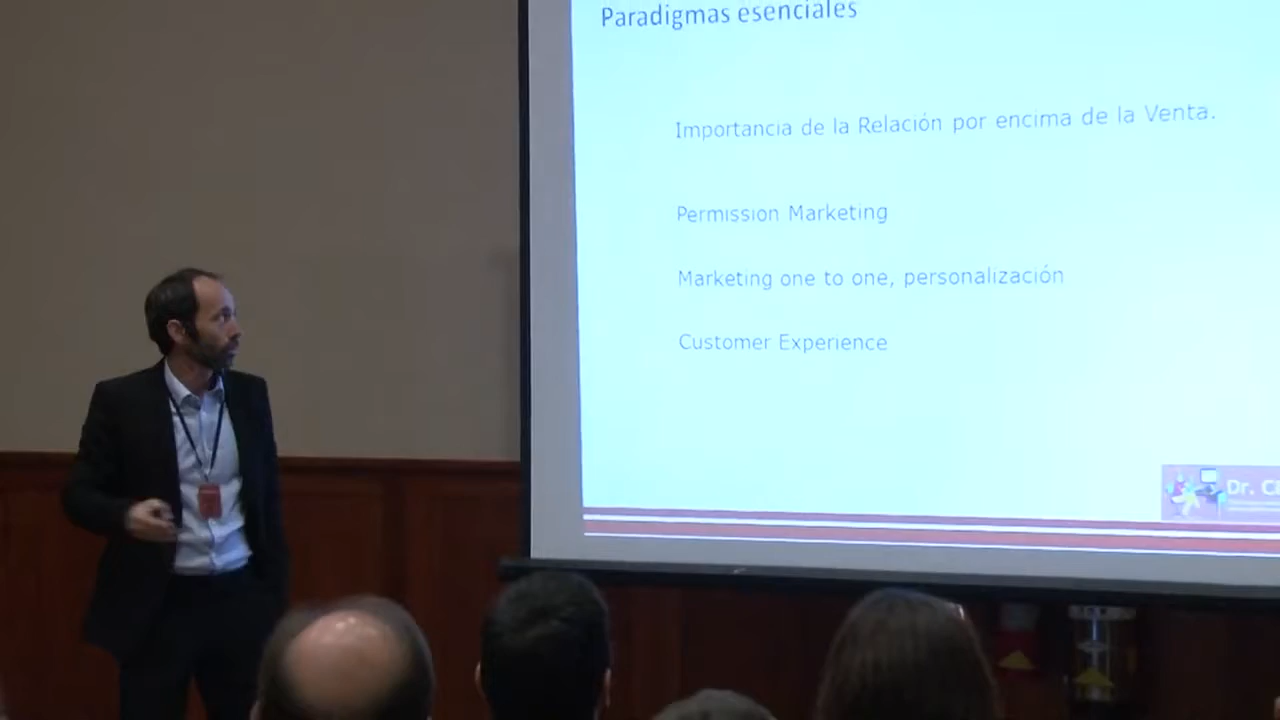 Paradigmas esenciales
Importancia de la Relación por encima de la Venta.
Permission Marketing
Marketing one to one, personalización
Customer Experience
Dr.